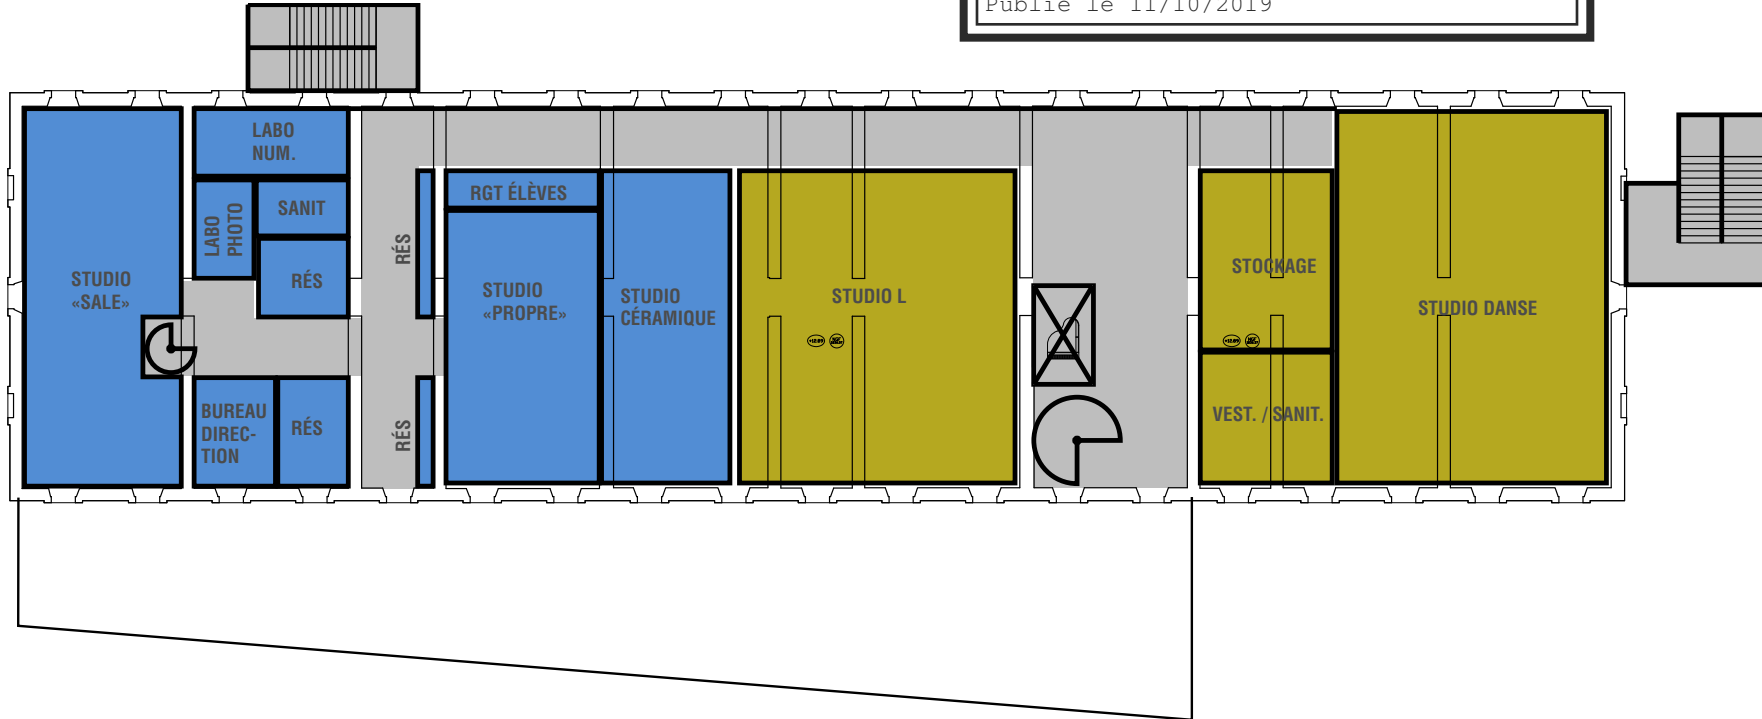 Publié le 11/10/2019
LABO
NUM.
LABO
PHOTO
SANIT
RÉS
STUDIO
«SALE»
BUREAU
DIREC-
TION
RÉS
RÉS
RÉS
RGT ÉLÈVES
STUDIO
«PROPRE»
STUDIO
CÉRAMIQUE
STUDIO L
STOCKAGE
VEST. / SANIT.
STUDIO DANSE